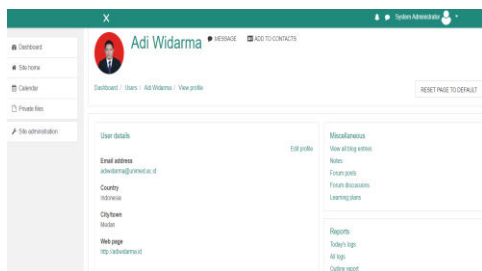 X
System Administrator
Dashboard
Site home
Calendar
Private files
Site administration
Adi Widarma
MESSAGE
ADD TO CONTACTS
Dashboard / Users / Adi Widarma / View profile
RESET PAGE TO DEFAULT
User details
Edit profile
Email address
adiwidarma@unimed.ac.id
Country
Indonesia
City/town
Medan
Web page
http://adiwidarma.id
Miscellaneous
View all blog entries
Notes
Forum posts
Forum discussions
Learning plans
Reports
Today's logs
All logs
Outline report